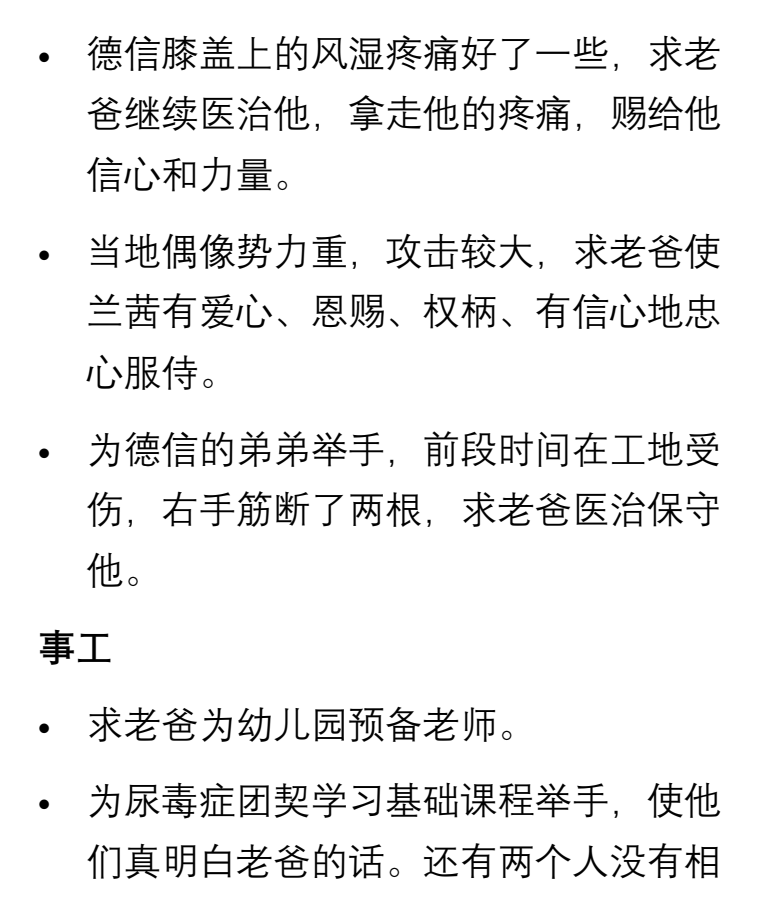 • 德信膝盖上的风湿疼痛好了一些，求老
爸继续医治他，拿走他的疼痛，赐给他
信心和力量。
• 当地偶像势力重，攻击较大，求老爸使
兰茜有爱心、恩赐、权柄、有信心地忠
心服侍。
• 为德信的弟弟举手，前段时间在工地受
伤，右手筋断了两根，求老爸医治保守
他。
事工
• 求老爸为幼儿园预备老师。
• 为尿毒症团契学习基础课程举手，使他
们真明白老爸的话。还有两个人没有相